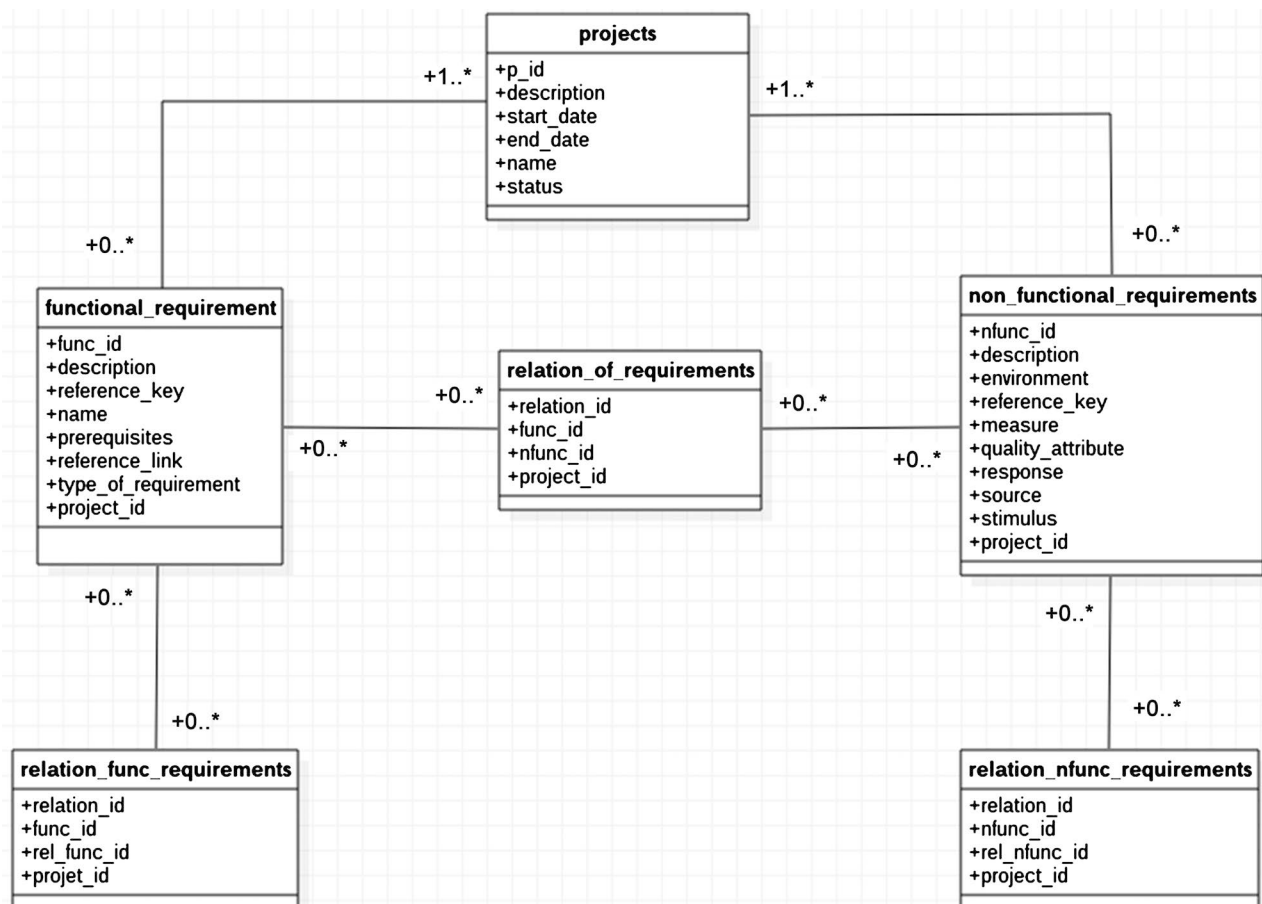 projects
+p_id
+description
+start_date
+end_date
+name
+status
+1..*
+1..*
+0..*
+0..*
functional_requirement
+func_id
+description
+reference_key
+name
+prerequisites
+reference_link
+type_of_requirement
+project_id
+0..*
+0..*
relation_of_requirements
+relation_id
+func_id
+nfunc_id
+project_id
+0..*
+0..*
non_functional_requirements
+nfunc_id
+description
+environment
+reference_key
+measure
+quality_attribute
+response
+source
+stimulus
+project_id
+0..*
+0..*
relation_func_requirements
+relation_id
+func_id
+rel_func_id
+projet_id
+0..*
+0..*
relation_nfunc_requirements
+relation_id
+nfunc_id
+rel_nfunc_id
+project_id